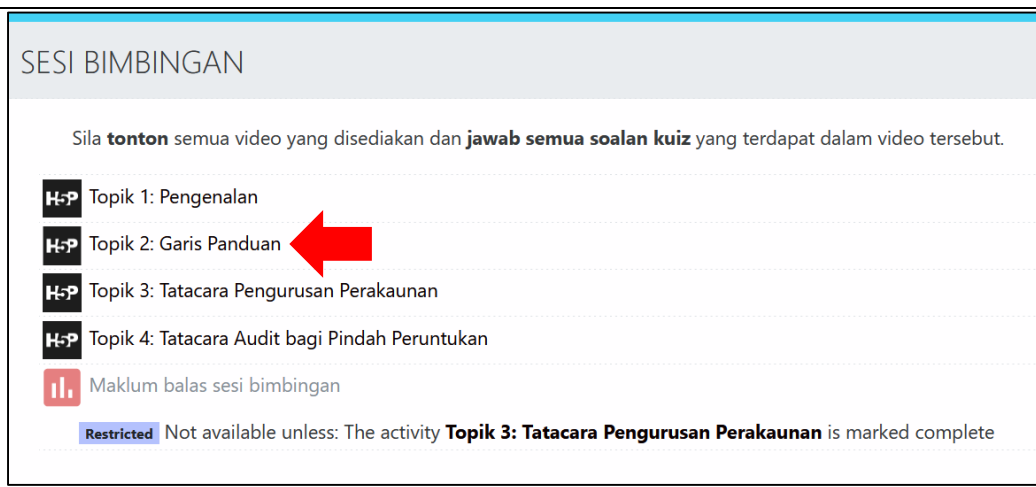 SESI BIMBINGAN
Sila tonton semua video yang disediakan dan jawab semua soalan kuiz yang terdapat dalam video tersebut.
H5P Topik 1: Pengenalan
H5P Topik 2: Garis Panduan
H5P Topik 3: Tatacara Pengurusan Perakaunan
H5P Topik 4: Tatacara Audit bagi Pindah Peruntukan
Maklum balas sesi bimbingan
Restricted Not available unless: The activity Topik 3: Tatacara Pengurusan Perakaunan is marked complete